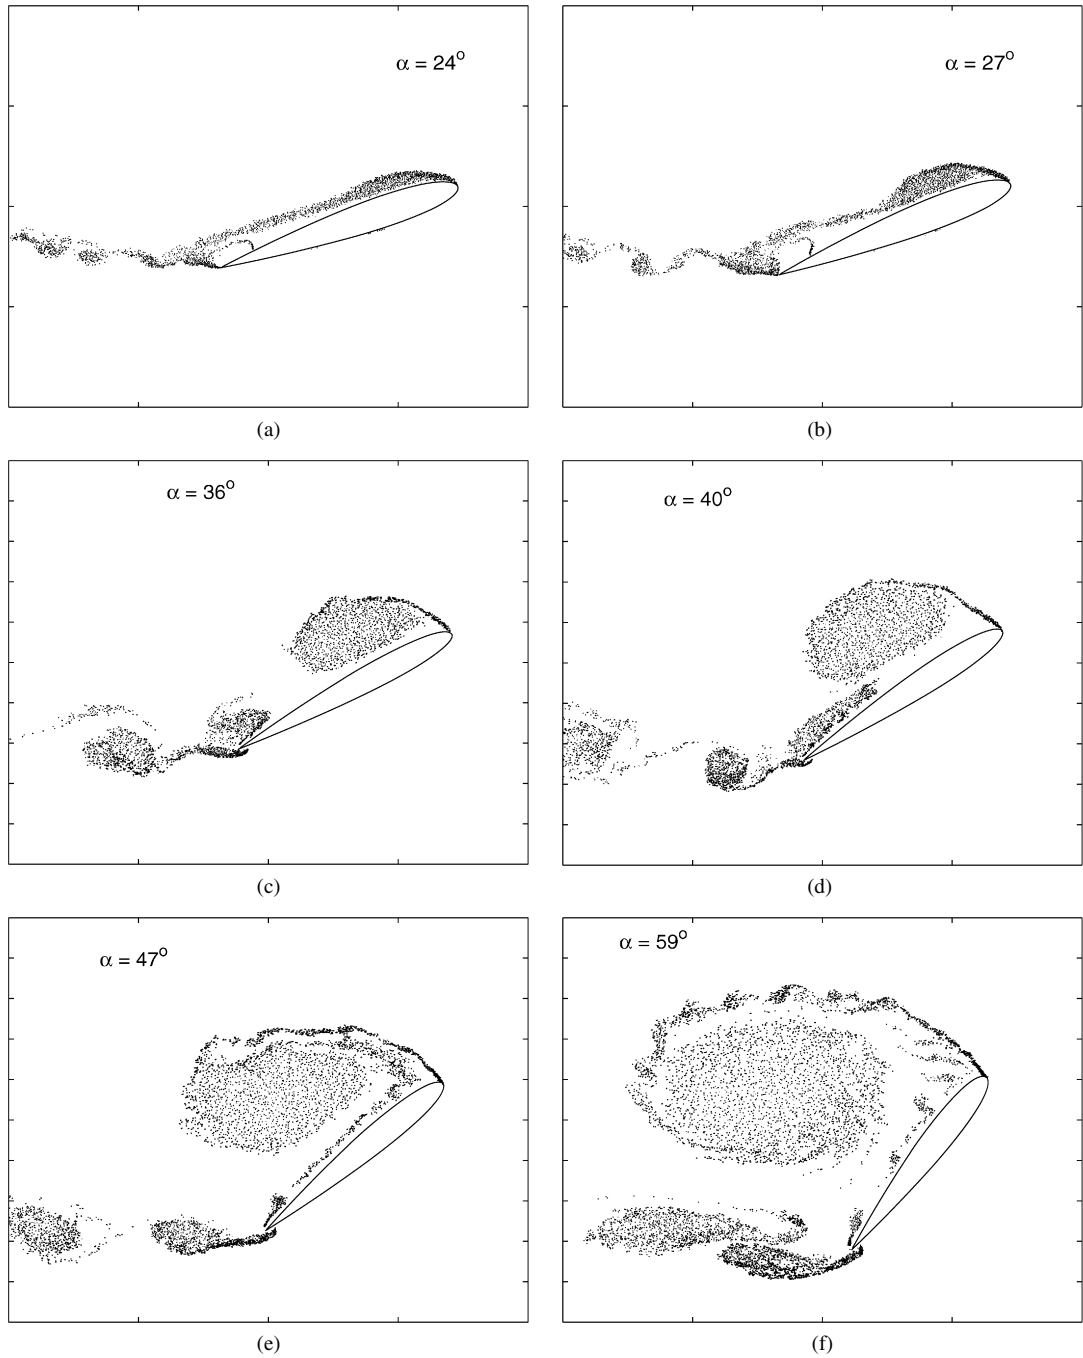 α = 24°
α = 27°
(a)
(b)
α = 36°
α = 40°
(c)
(d)
α = 47°
α = 59°
(e)
(f)